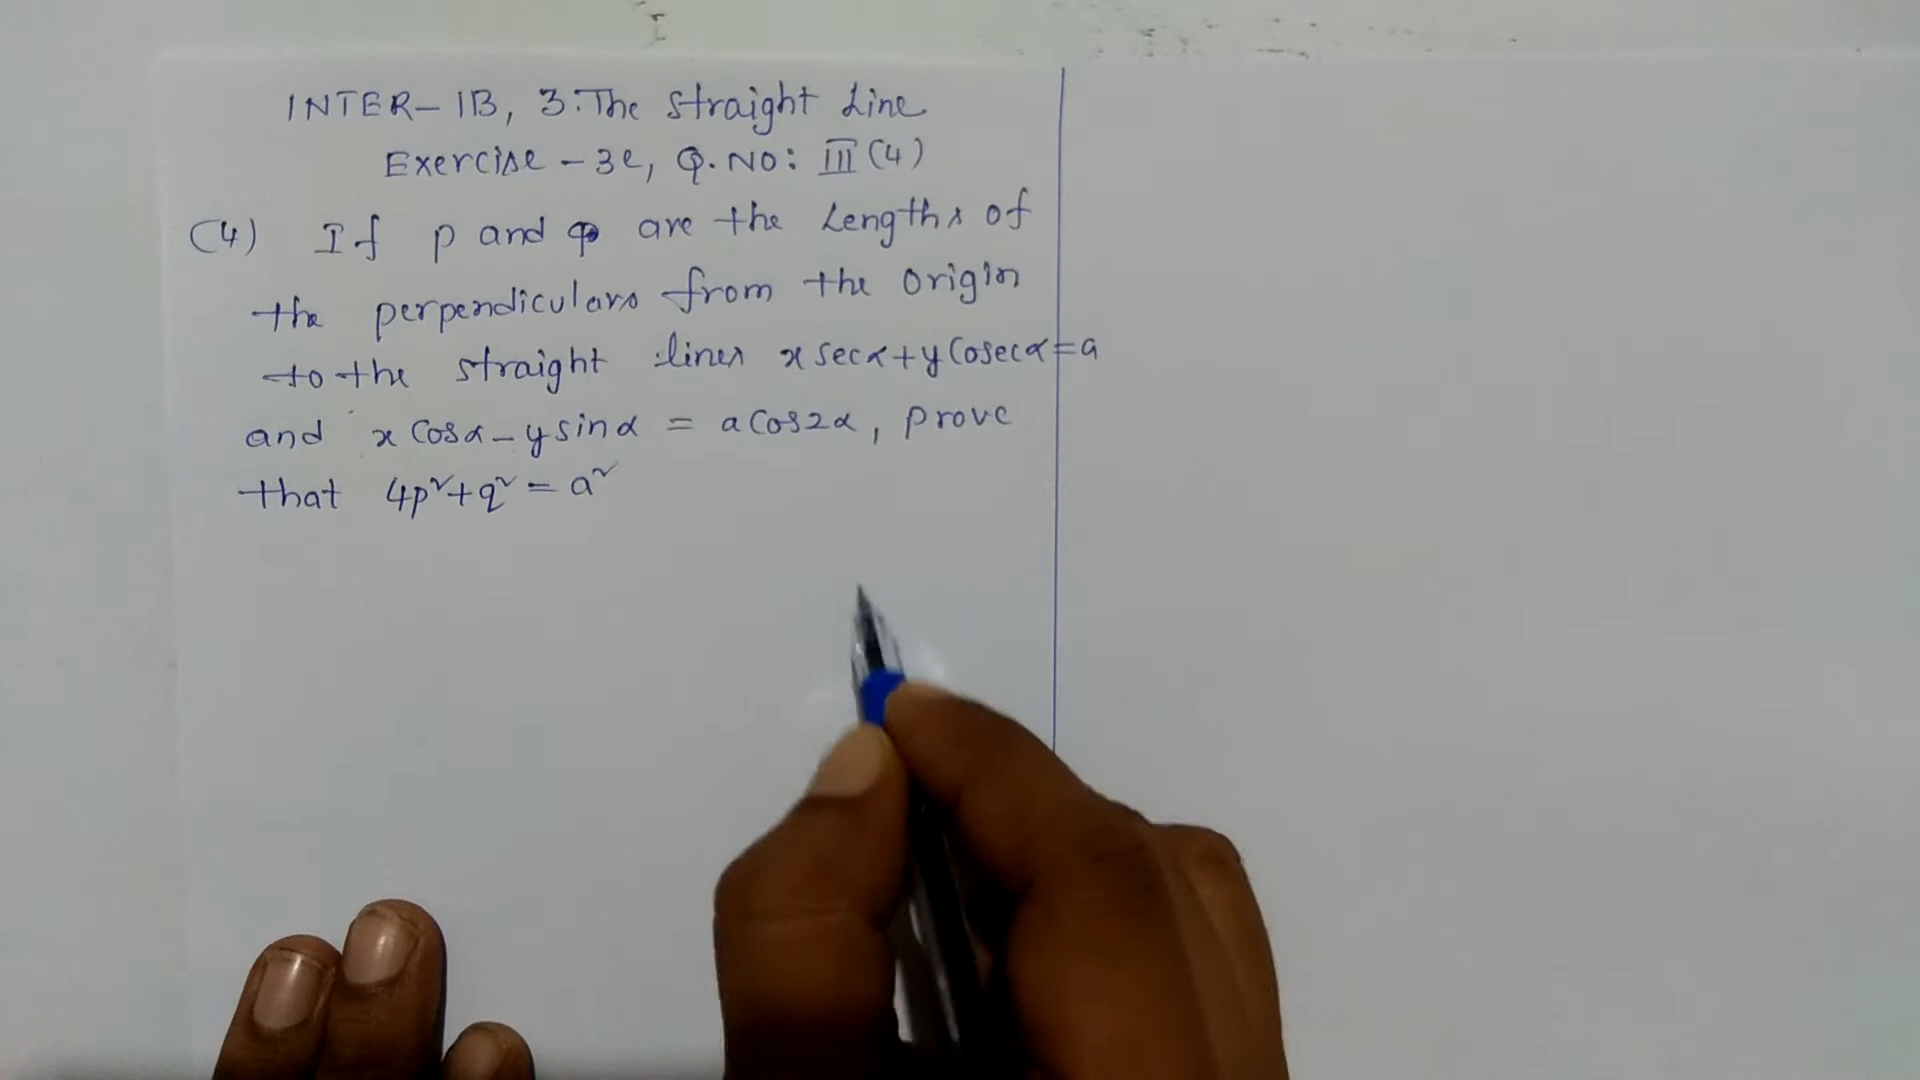 INTER-IB, 3.The Straight Line
Exercise - 3e, Q.NO: III (4)
(4) If p and q are the Lengths of
the perpendiculars from the origin
to the straight lines x secα+y Cosecα=a
and x Cosα-y sinα = a Cos2α, prove
that 4p²+q² = a²